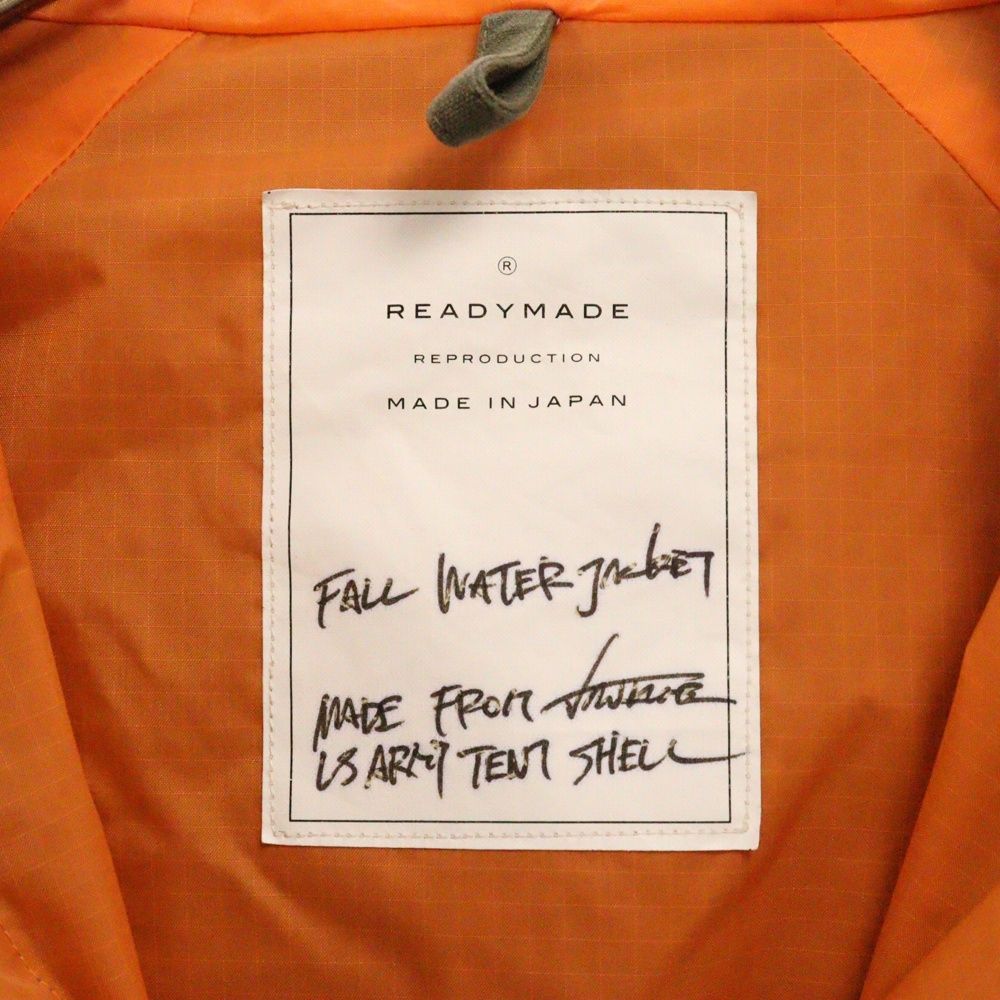 ®
READYMADE
REPRODUCTION
MADE IN JAPAN
FALL WATER JACKET
MADE FROM
US ARMY TENT SHELL